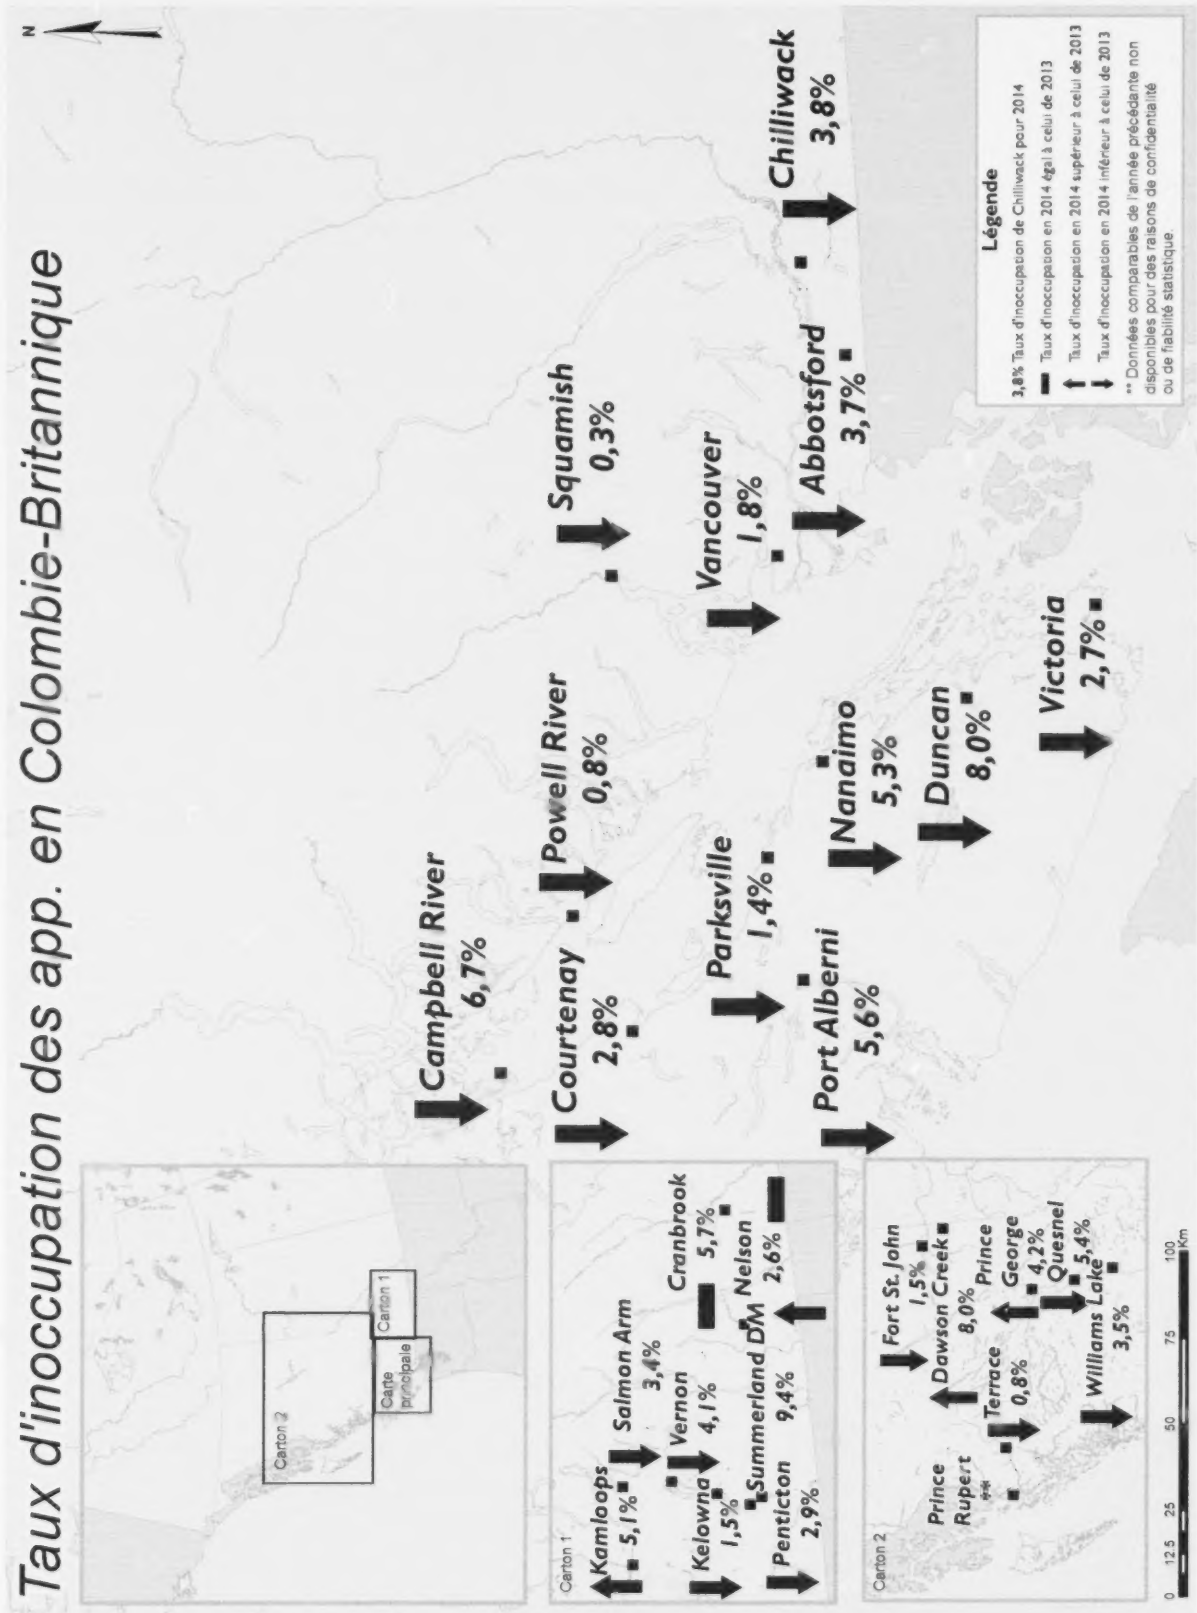 Taux d'inoccupation des app. en Colombie-Britannique
N
Campbell River
6,7%
Courtenay
2,8%
Powell River
0,8%
Squamish
0,3%
Parksville
1,4%
Vancouver
1,8%
Port Alberni
5,6%
Nanaimo
5,3%
Abbotsford
3,7%
Chilliwack
3,8%
Duncan
8,0%
Victoria
2,7%
Carton 2
Carte
principale
Carton 1
Carton 1
Kamloops
5,1%
Salmon Arm
3,4%
Vernon
4,1%
Cranbrook
5,7%
Kelowna
1,5%
Summerland DM
9,4%
Nelson
2,6%
Penticton
2,9%
Carton 2
Fort St. John
1,5%
Dawson Creek
8,0%
Prince
George
4,2%
Quesnel
5,4%
Williams Lake
3,5%
Terrace
0,8%
Prince
Rupert
**
0 12.5 25 50 75 100
Km
Légende
3,8% Taux d'inoccupation de Chilliwack pour 2014
Taux d'inoccupation en 2014 égal à celui de 2013
Taux d'inoccupation en 2014 supérieur à celui de 2013
Taux d'inoccupation en 2014 inférieur à celui de 2013
** Données comparables de l'année précédante non
disponibles pour des raisons de confidentialité
ou de fiabilité statistique.